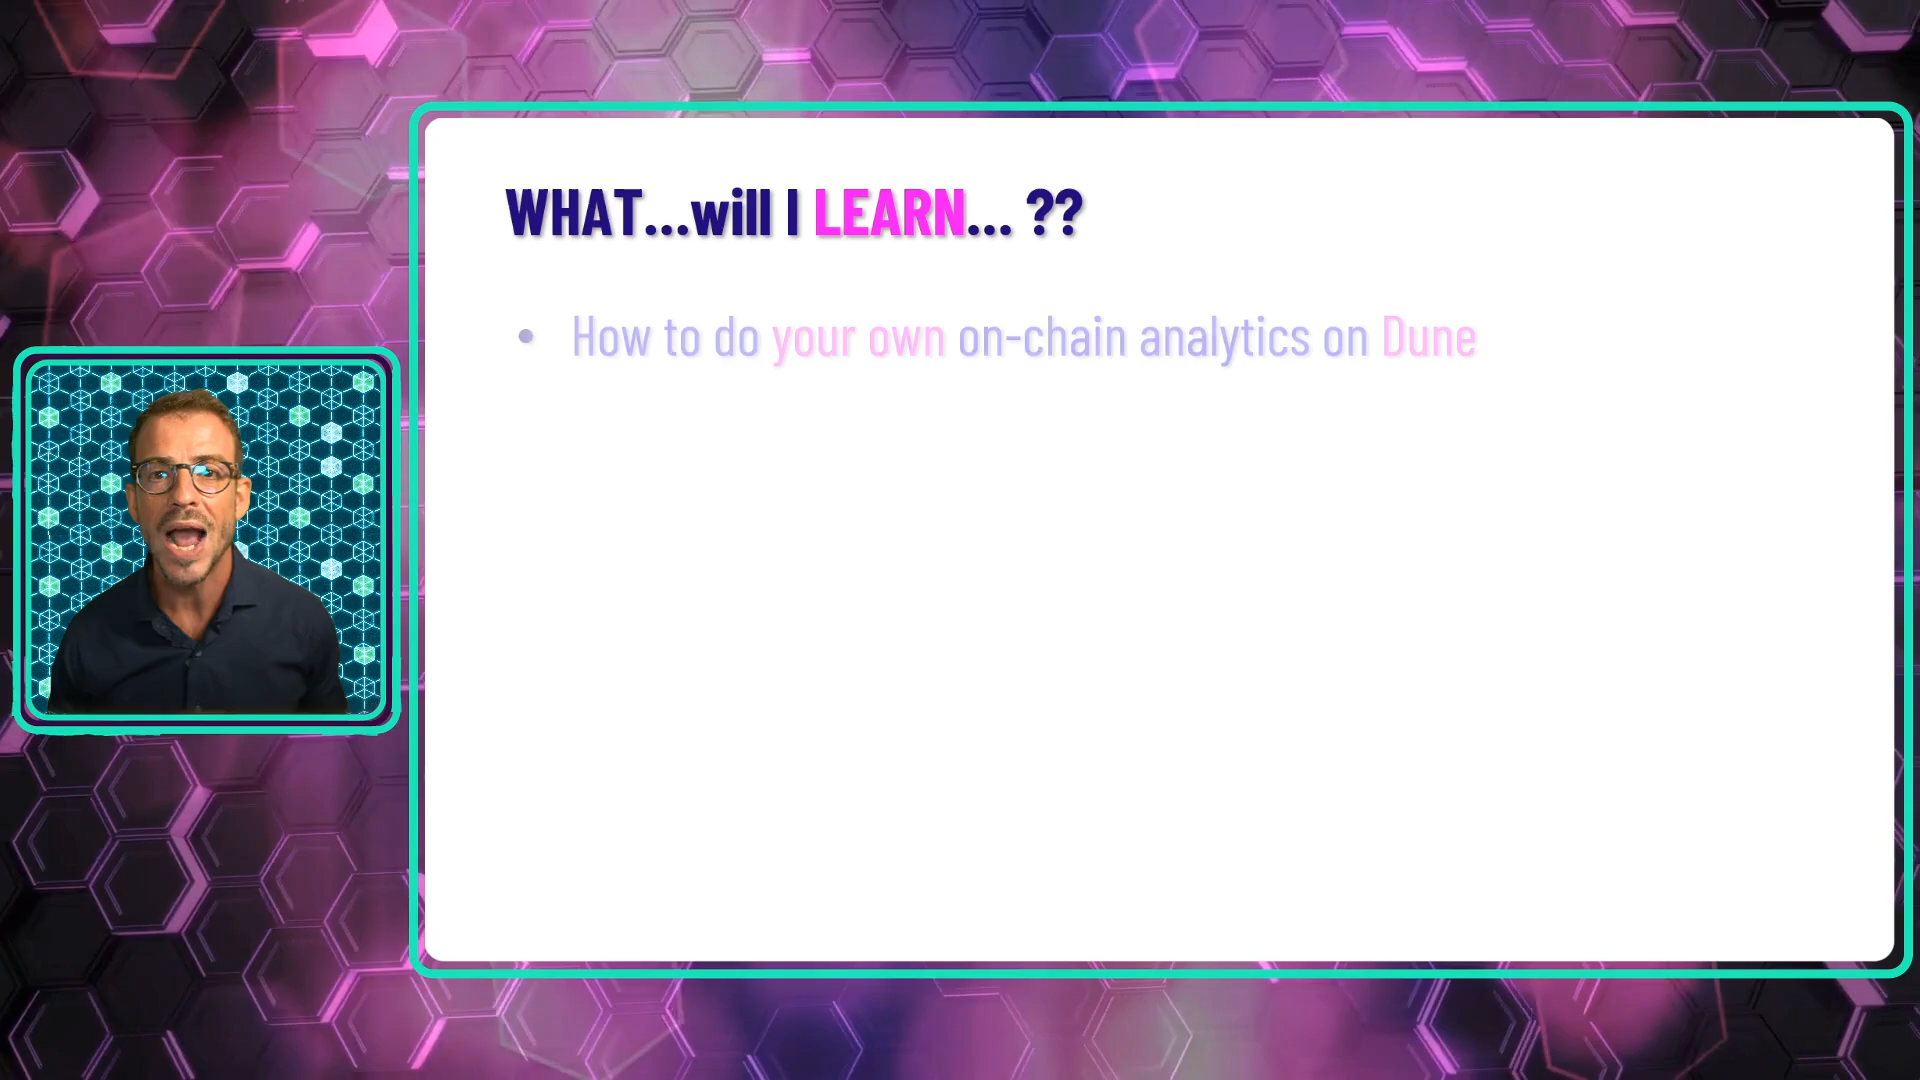 WHAT...will I LEARN... ??
• How to do your own on-chain analytics on Dune